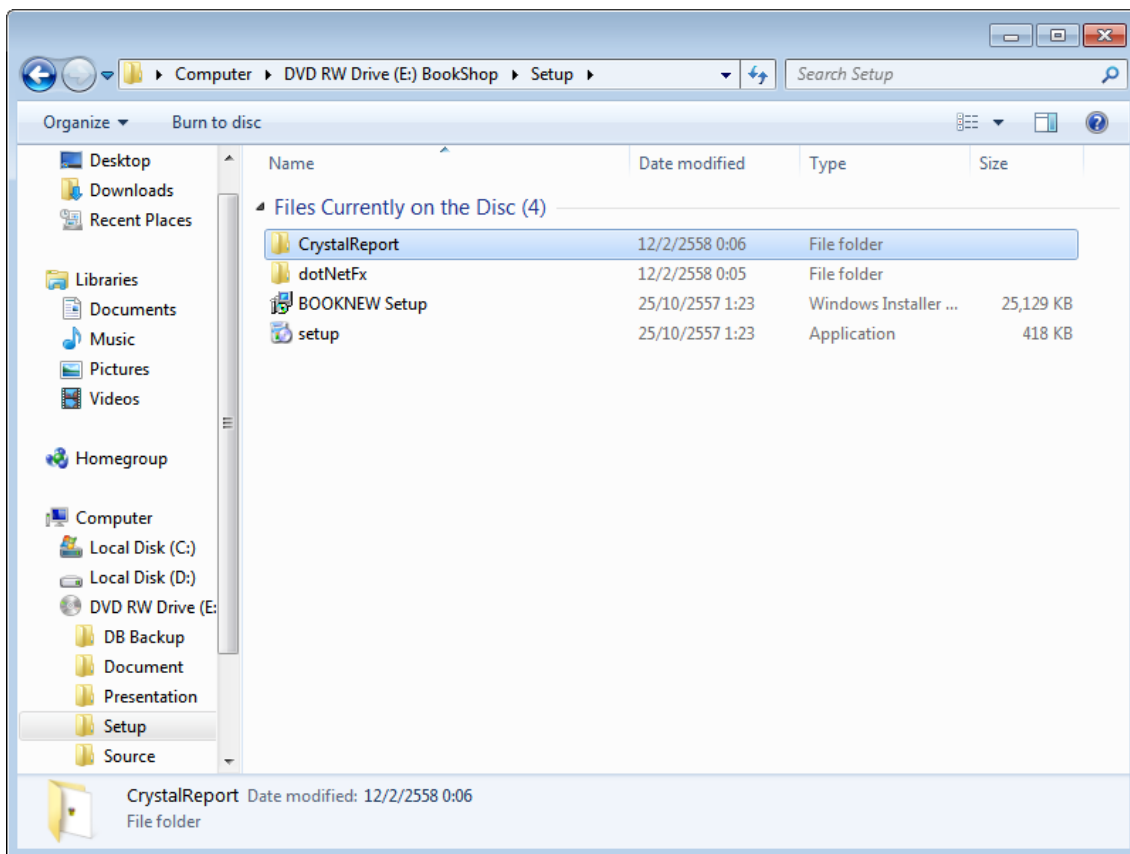 Computer DVD RW Drive (E:) BookShop Setup Search Setup
Organize Burn to disc
Desktop
Downloads
Recent Places
Libraries
Documents
Music
Pictures
Videos
Homegroup
Computer
Local Disk (C:)
Local Disk (D:)
DVD RW Drive (E:
DB Backup
Document
Presentation
Setup
Source
Name Date modified Type Size
Files Currently on the Disc (4)
CrystalReport 12/2/2558 0:06 File folder
dotNetFx 12/2/2558 0:05 File folder
BOOKNEW Setup 25/10/2557 1:23 Windows Installer ... 25,129 KB
setup 25/10/2557 1:23 Application 418 KB
CrystalReport Date modified: 12/2/2558 0:06
File folder